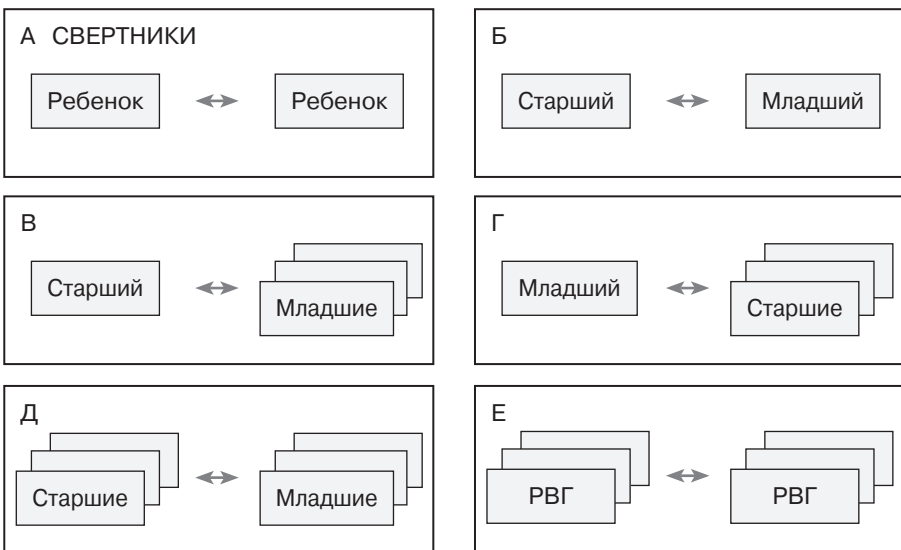 А СВЕРТНИКИ
Ребенок
Ребенок
Б
Старший
Младший
В
Старший
Младшие
Г
Младший
Старшие
Д
Старшие
Младшие
Е
РВГ
РВГ